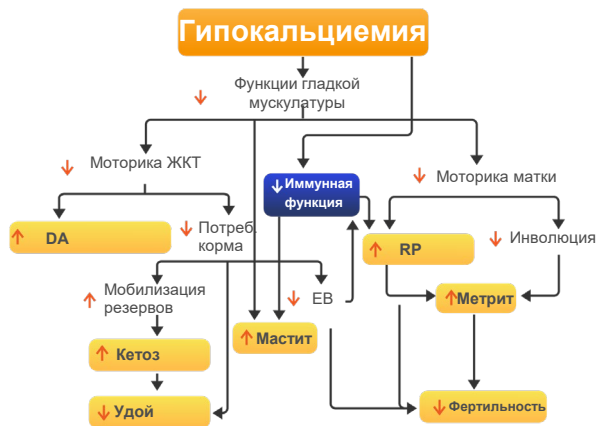 Гипокальциемия
Функции гладкой
мускулатуры
Моторика ЖКТ
Иммунная
функция
Моторика матки
DA
Потреб.
корма
RP
Инволюция
Мобилизация
резервов
ЕВ
Метрит
Мастит
Кетоз
Удой
Фертильность